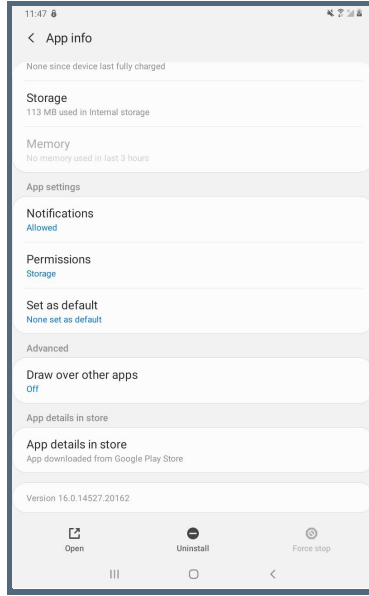 11:47
App info
None since device last fully charged
Storage
113 MB used in Internal storage
Memory
No memory used in last 3 hours
App settings
Notifications
Allowed
Permissions
Storage
Set as default
None set as default
Advanced
Draw over other apps
Off
App details in store
App details in store
App downloaded from Google Play Store
Version 16.0.14527.20162
Open
Uninstall
Force stop